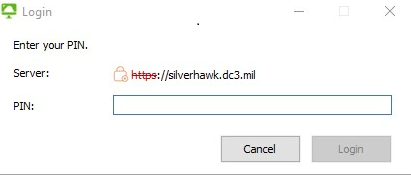 Login
Enter your PIN.
Server: https://silverhawk.dc3.mil
PIN:
Cancel Login